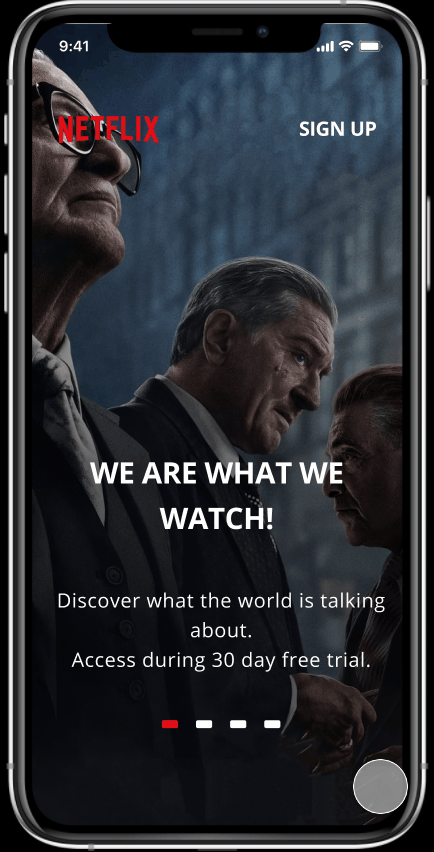 9:41
NETFLIX
SIGN UP
WE ARE WHAT WE
WATCH!
Discover what the world is talking
about.
Access during 30 day free trial.